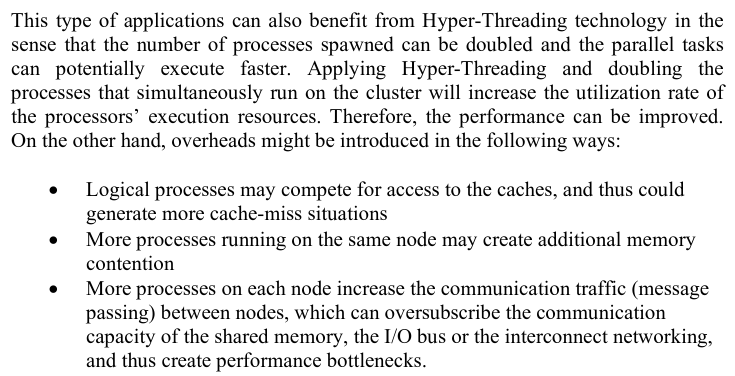 This type of applications can also benefit from Hyper-Threading technology in the
sense that the number of processes spawned can be doubled and the parallel tasks
can potentially execute faster. Applying Hyper-Threading and doubling the
processes that simultaneously run on the cluster will increase the utilization rate of
the processors’ execution resources. Therefore, the performance can be improved.
On the other hand, overheads might be introduced in the following ways:
• Logical processes may compete for access to the caches, and thus could
generate more cache-miss situations
• More processes running on the same node may create additional memory
contention
• More processes on each node increase the communication traffic (message
passing) between nodes, which can oversubscribe the communication
capacity of the shared memory, the I/O bus or the interconnect networking,
and thus create performance bottlenecks.